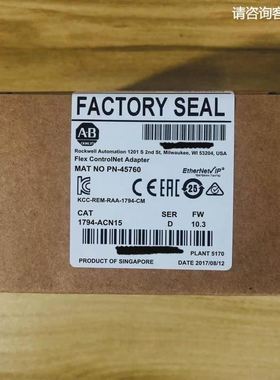 请咨询客
FACTORY SEAL
AB
Rockwell Automation 1201 S 2nd St, Milwaukee, WI 53204, USA
Flex ControlNet Adapter
MAT NO PN-45760
EtherNet/IP
KCC-REM-RAA-1794-CM
25
CAT SER FW
1794-ACN15 D 10.3
PLANT 5170
PRODUCT OF SINGAPORE DATE 2017/08/12